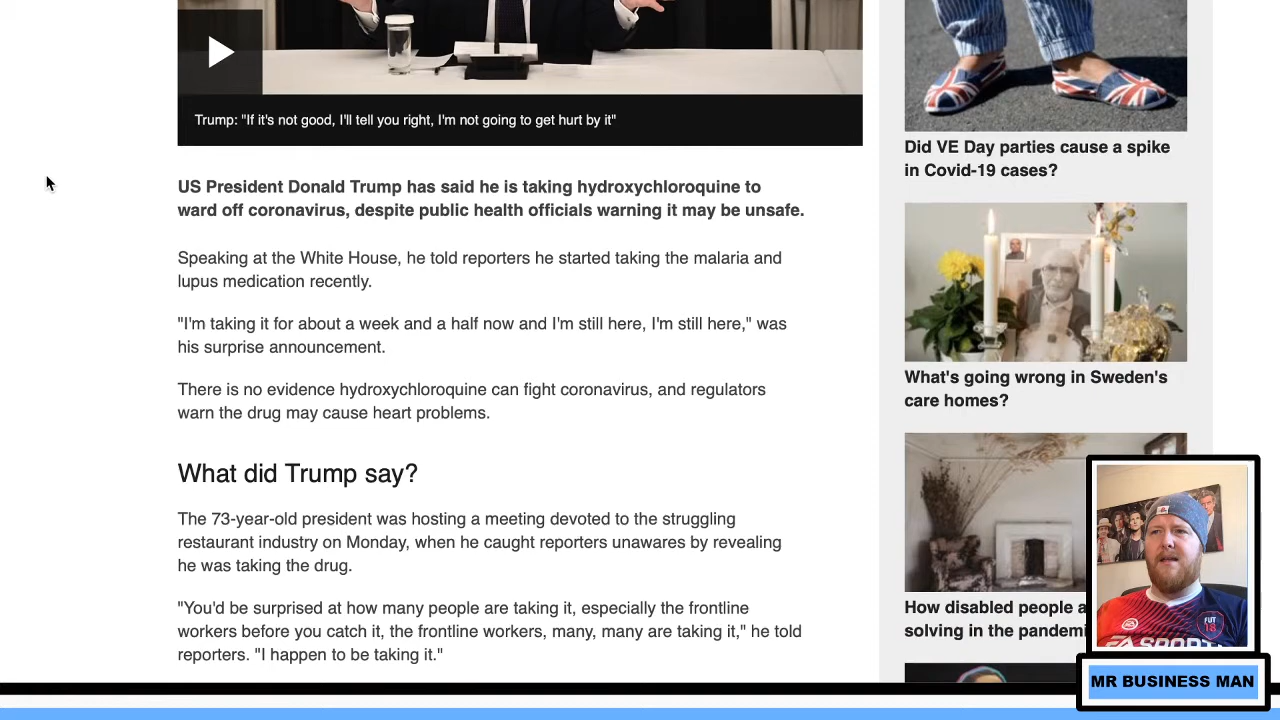 Trump: "If it's not good, I'll tell you right, I'm not going to get hurt by it"
US President Donald Trump has said he is taking hydroxychloroquine to
ward off coronavirus, despite public health officials warning it may be unsafe.
Speaking at the White House, he told reporters he started taking the malaria and
lupus medication recently.
"I'm taking it for about a week and a half now and I'm still here, I'm still here," was
his surprise announcement.
There is no evidence hydroxychloroquine can fight coronavirus, and regulators
warn the drug may cause heart problems.
What did Trump say?
The 73-year-old president was hosting a meeting devoted to the struggling
restaurant industry on Monday, when he caught reporters unawares by revealing
he was taking the drug.
"You'd be surprised at how many people are taking it, especially the frontline
workers before you catch it, the frontline workers, many, many are taking it," he told
reporters. "I happen to be taking it."
Did VE Day parties cause a spike
in Covid-19 cases?
What's going wrong in Sweden's
care homes?
How disabled people a
solving in the pandemi
FUT
18
EA SPORT
MR BUSINESS MAN